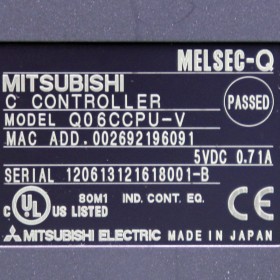 MELSEC-Q
MITSUBISHI
C CONTROLLER
PASSED
MODEL Q06CCPU-V
MAC ADD. 002692196091
5VDC 0.71A
SERIAL 120613121618001-B
80M1 IND. CONT. EQ.
C UL US LISTED CE
MITSUBISHI ELECTRIC MADE IN JAPAN